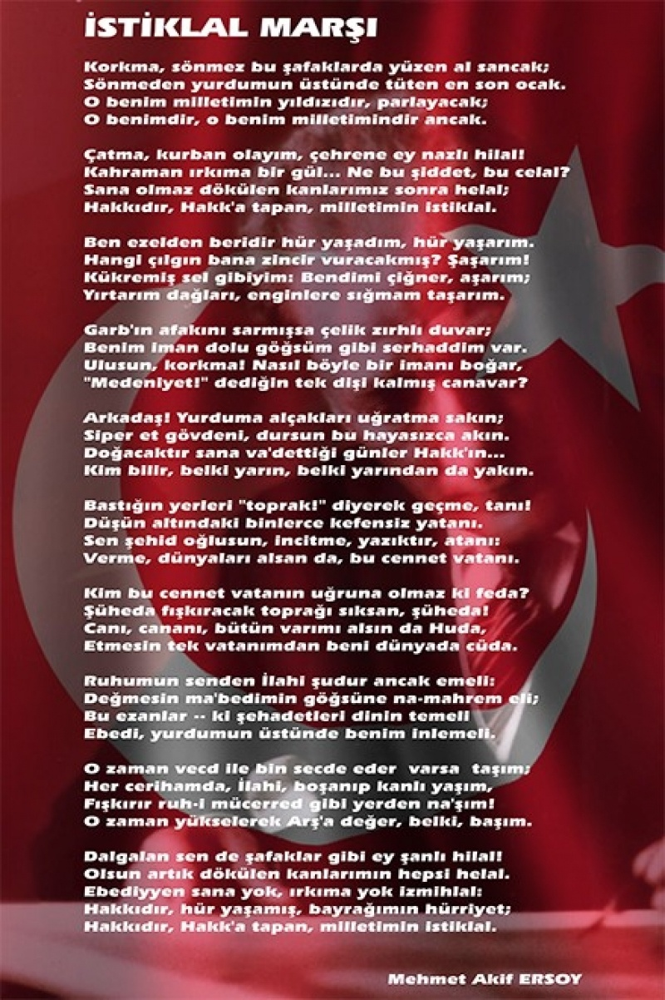 İSTİKLAL MARŞI
Korkma, sönmez bu şafaklarda yüzen al sancak;
Sönmeden yurdumun üstünde tüten en son ocak.
O benim milletimin yıldızıdır, parlayacak;
O benimdir, o benim milletimindir ancak.
Çatma, kurban olayım, çehrene ey nazlı hilal!
Kahraman ırkıma bir gül... Ne bu şiddet, bu celal?
Sana olmaz dökülen kanlarımız sonra helal;
Hakkıdır, Hakk'a tapan, milletimin istiklal.
Ben ezelden beridir hür yaşadım, hür yaşarım.
Hangi çılgın bana zincir vuracakmış? Şaşarım!
Kükremiş sel gibiyim: Bendimi çiğner, aşarım;
Yırtarım dağları, enginlere sığmam taşarım.
Garb'ın afakını sarmışsa çelik zırhlı duvar;
Benim iman dolu göğsüm gibi serhaddim var.
Ulusun, korkma! Nasıl böyle bir imanı boğar,
"Medeniyet!" dediğin tek dişi kalmış canavar?
Arkadaş! Yurduma alçakları uğratma sakın;
Siper et gövdeni, dursun bu hayasızca akın.
Doğacaktır sana va'dettiği günler Hakk'ın...
Kim bilir, belki yarın, belki yarından da yakın.
Bastığın yerleri "toprak!" diyerek geçme, tanı!
Düşün altındaki binlerce kefensiz yatanı.
Sen şehid oğlusun, incitme, yazıktır, atanı:
Verme, dünyaları alsan da, bu cennet vatanı.
Kim bu cennet vatanın uğruna olmaz ki feda?
Şüheda fışkıracak toprağı sıksan, şüheda!
Canı, cananı, bütün varımı alsın da Huda,
Etmesin tek vatanımdan beni dünyada cüda.
Ruhumun senden İlahi şudur ancak emeli:
Değmesin ma'bedimin göğsüne na-mahrem eli;
Bu ezanlar -- ki şehadetleri dinin temeli
Ebedi, yurdumun üstünde benim inlemeli.
O zaman vecd ile bin secde eder varsa taşım;
Her cerihamda, İlahi, boşanıp kanlı yaşım,
Fışkırır ruh-i mücerred gibi yerden na'şım!
O zaman yükselerek Arş'a değer, belki, başım.
Dalgalan sen de şafaklar gibi ey şanlı hilal!
Olsun artık dökülen kanlarımın hepsi helal.
Ebediyyen sana yok, ırkıma yok izmihlal:
Hakkıdır, hür yaşamış, bayrağımın hürriyet;
Hakkıdır, Hakk'a tapan, milletimin istiklal.
Mehmet Akif ERSOY